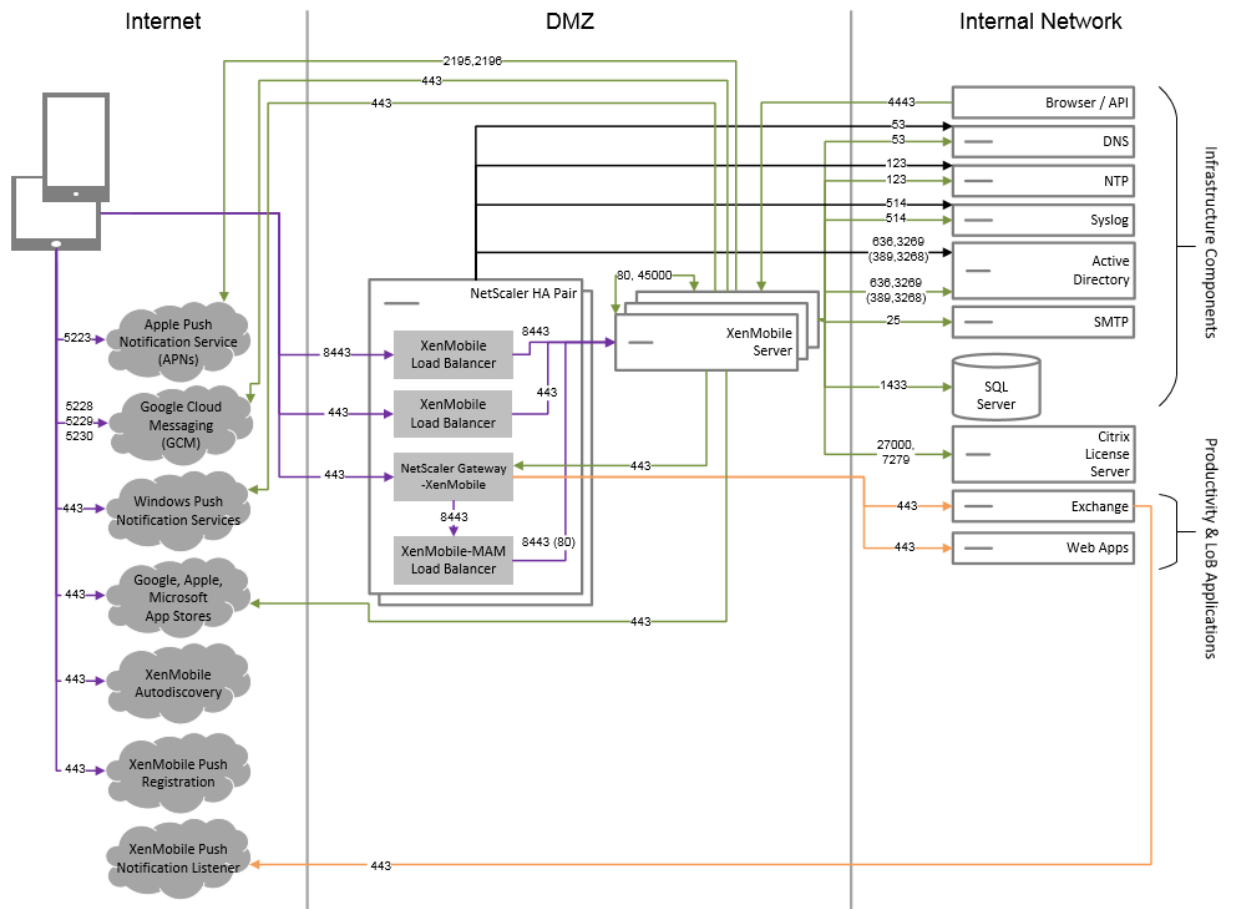 Internet
DMZ
Internal Network
2195,2196
443
443
4443
Browser / API
53
53
DNS
123
123
NTP
514
514
Syslog
636,3269
(389,3268)
636,3269
(389,3268)
Active
Directory
25
SMTP
1433
SQL
Server
27000,
7279
Citrix
License
Server
443
Exchange
443
Web Apps
Infrastructure Components
Productivity & LoB Applications
80, 45000
XenMobile
Server
NetScaler HA Pair
8443
XenMobile
Load Balancer
8443
443
XenMobile
Load Balancer
443
443
NetScaler Gateway
-XenMobile
443
8443
XenMobile-MAM
Load Balancer
8443 (80)
443
5223
Apple Push
Notification Service
(APNs)
5228
5229
5230
Google Cloud
Messaging
(GCM)
443
Windows Push
Notification Services
443
Google, Apple,
Microsoft
App Stores
443
XenMobile
Autodiscovery
443
XenMobile Push
Registration
XenMobile Push
Notification Listener
443